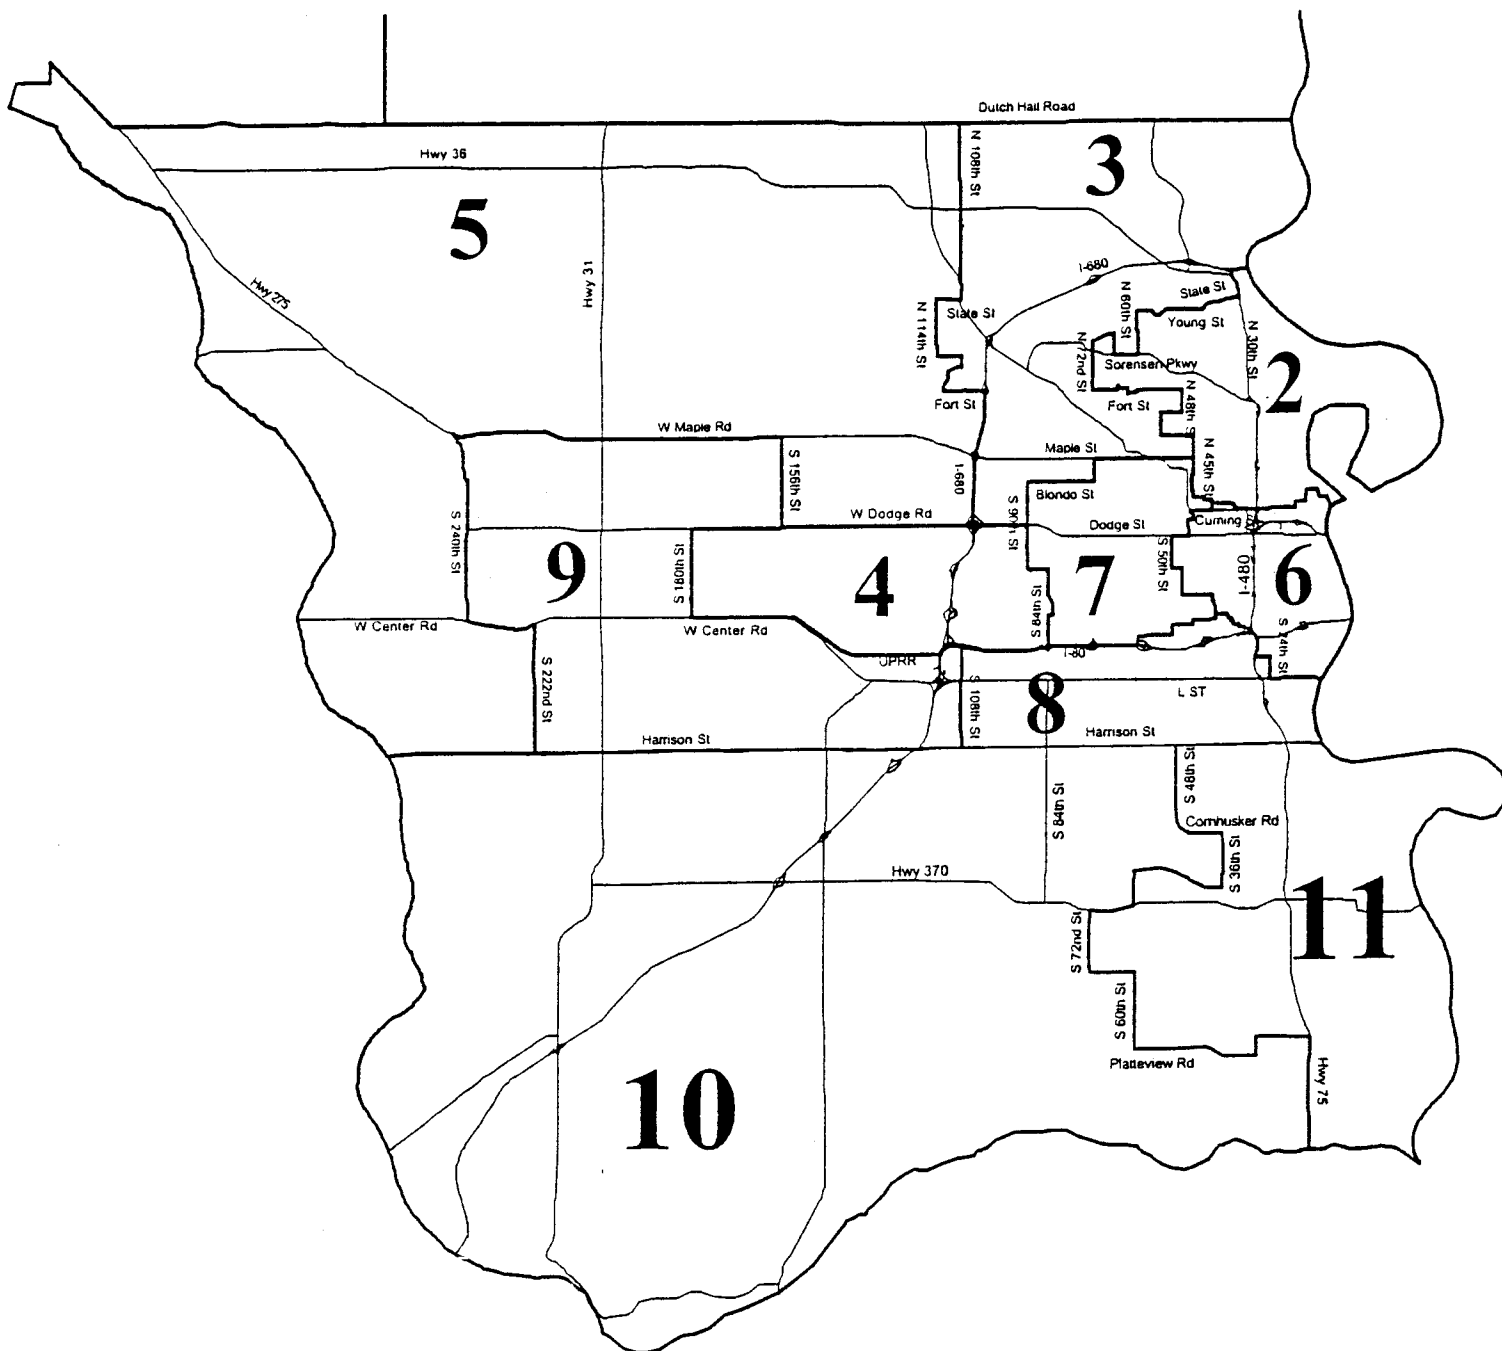 Dutch Hall Road
Hwy 36
N 108th St
3
5
Hwy 31
I-680
Hwy 275
State St
N 60th St
State St
N 114th St
Young St
N 30th St
N 72nd St
Sorensen Pkwy
2
Fort St
Fort St
N 48th St
W Maple Rd
Maple St
N 45th St
S 156th St
I-680
Blondo St
S 90th St
W Dodge Rd
Dodge St
Cuming
S 240th St
9
S 180th St
4
7
S 50th St
I-480
6
S 84th St
W Center Rd
W Center Rd
S 24th St
UPRR
I-80
S 222nd St
S 108th St
8
L ST
Harrison St
Harrison St
S 48th St
S 84th St
Cornhusker Rd
S 36th St
Hwy 370
11
S 72nd St
S 60th St
Platteview Rd
Hwy 75
10